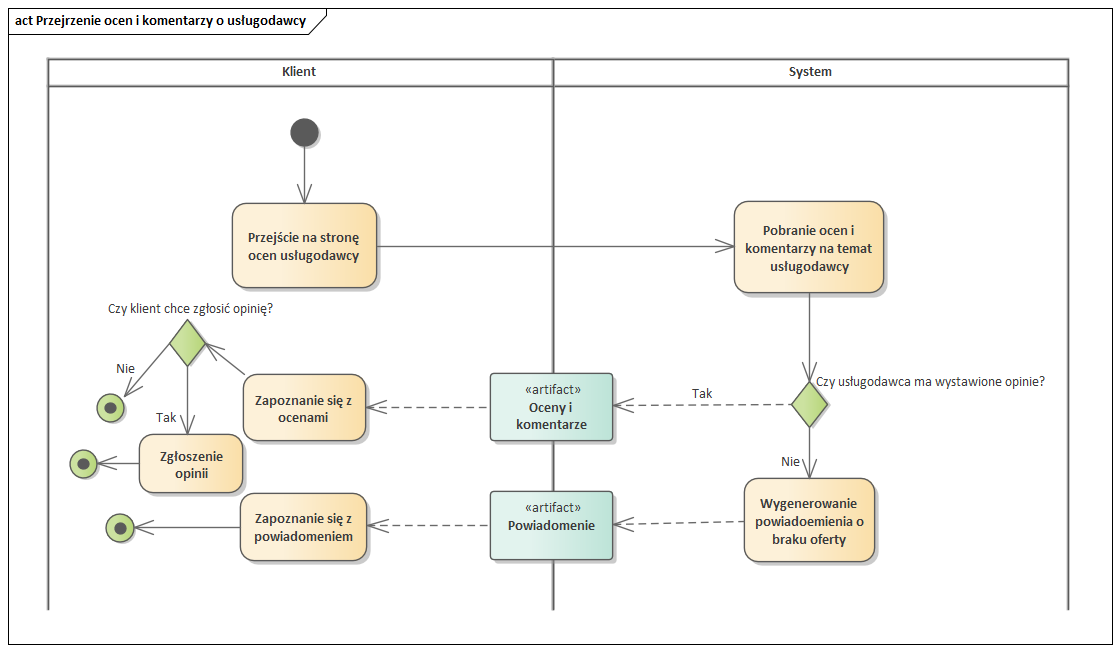 act Przejrzenie ocen i komentarzy o usługodawcy
Klient
System
Przejście na stronę
ocen usługodawcy
Pobranie ocen i
komentarzy na temat
usługodawcy
Czy klient chce zgłosić opinię?
Nie
Tak
Zapoznanie się z
ocenami
«artifact»
Oceny i
komentarze
Tak
Czy usługodawca ma wystawione opinie?
Nie
Zgłoszenie
opinii
Zapoznanie się z
powiadomeniem
«artifact»
Powiadomenie
Wygenerowanie
powiadoemienia o
braku oferty